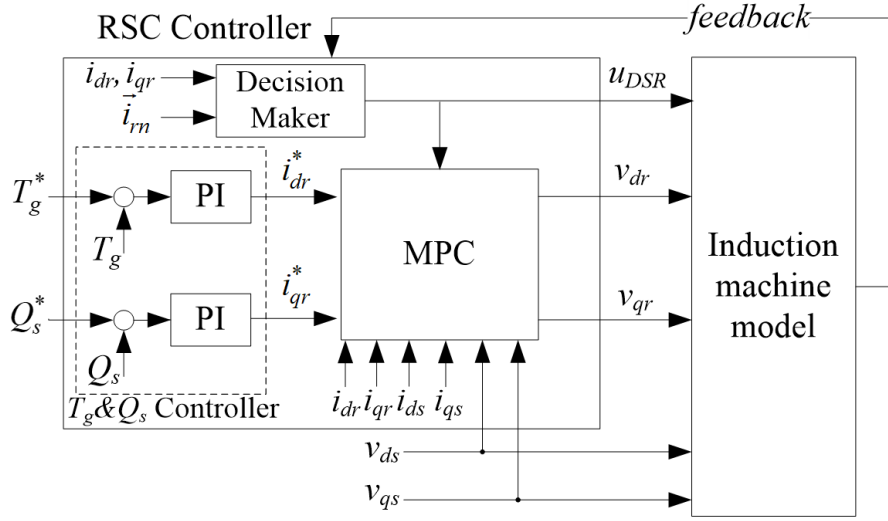 feedback
RSC Controller
i_dr, i_qr
Decision
Maker
u_DSR
i⃗_rn
T_g^*
PI
i_dr^*
v_dr
T_g
MPC
Induction
machine
model
Q_s^*
PI
i_qr^*
v_qr
Q_s
T_g&Q_s Controller
i_dr i_qr i_ds i_qs
v_ds
v_qs